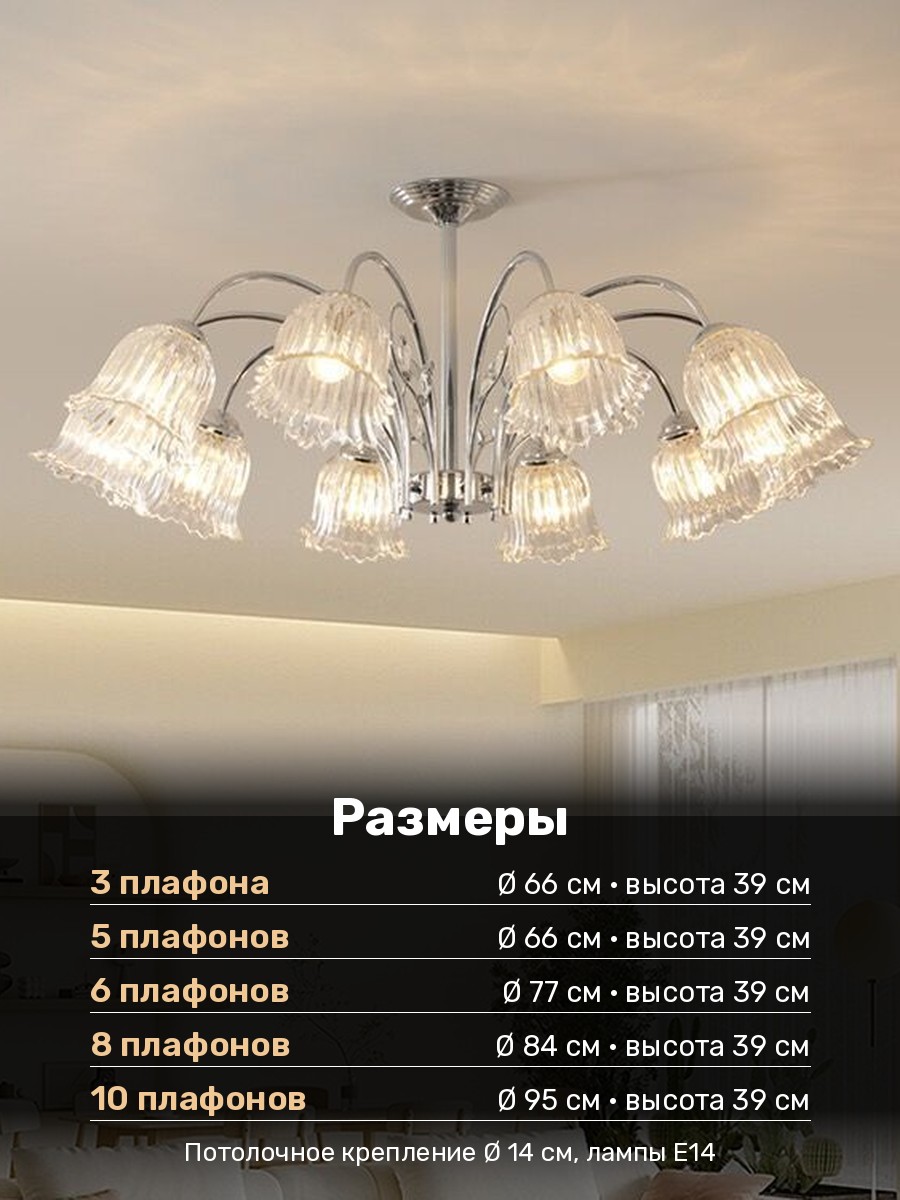 Размеры
3 плафона Ø 66 см • высота 39 см
5 плафонов Ø 66 см • высота 39 см
6 плафонов Ø 77 см • высота 39 см
8 плафонов Ø 84 см • высота 39 см
10 плафонов Ø 95 см • высота 39 см
Потолочное крепление Ø 14 см, лампы E14